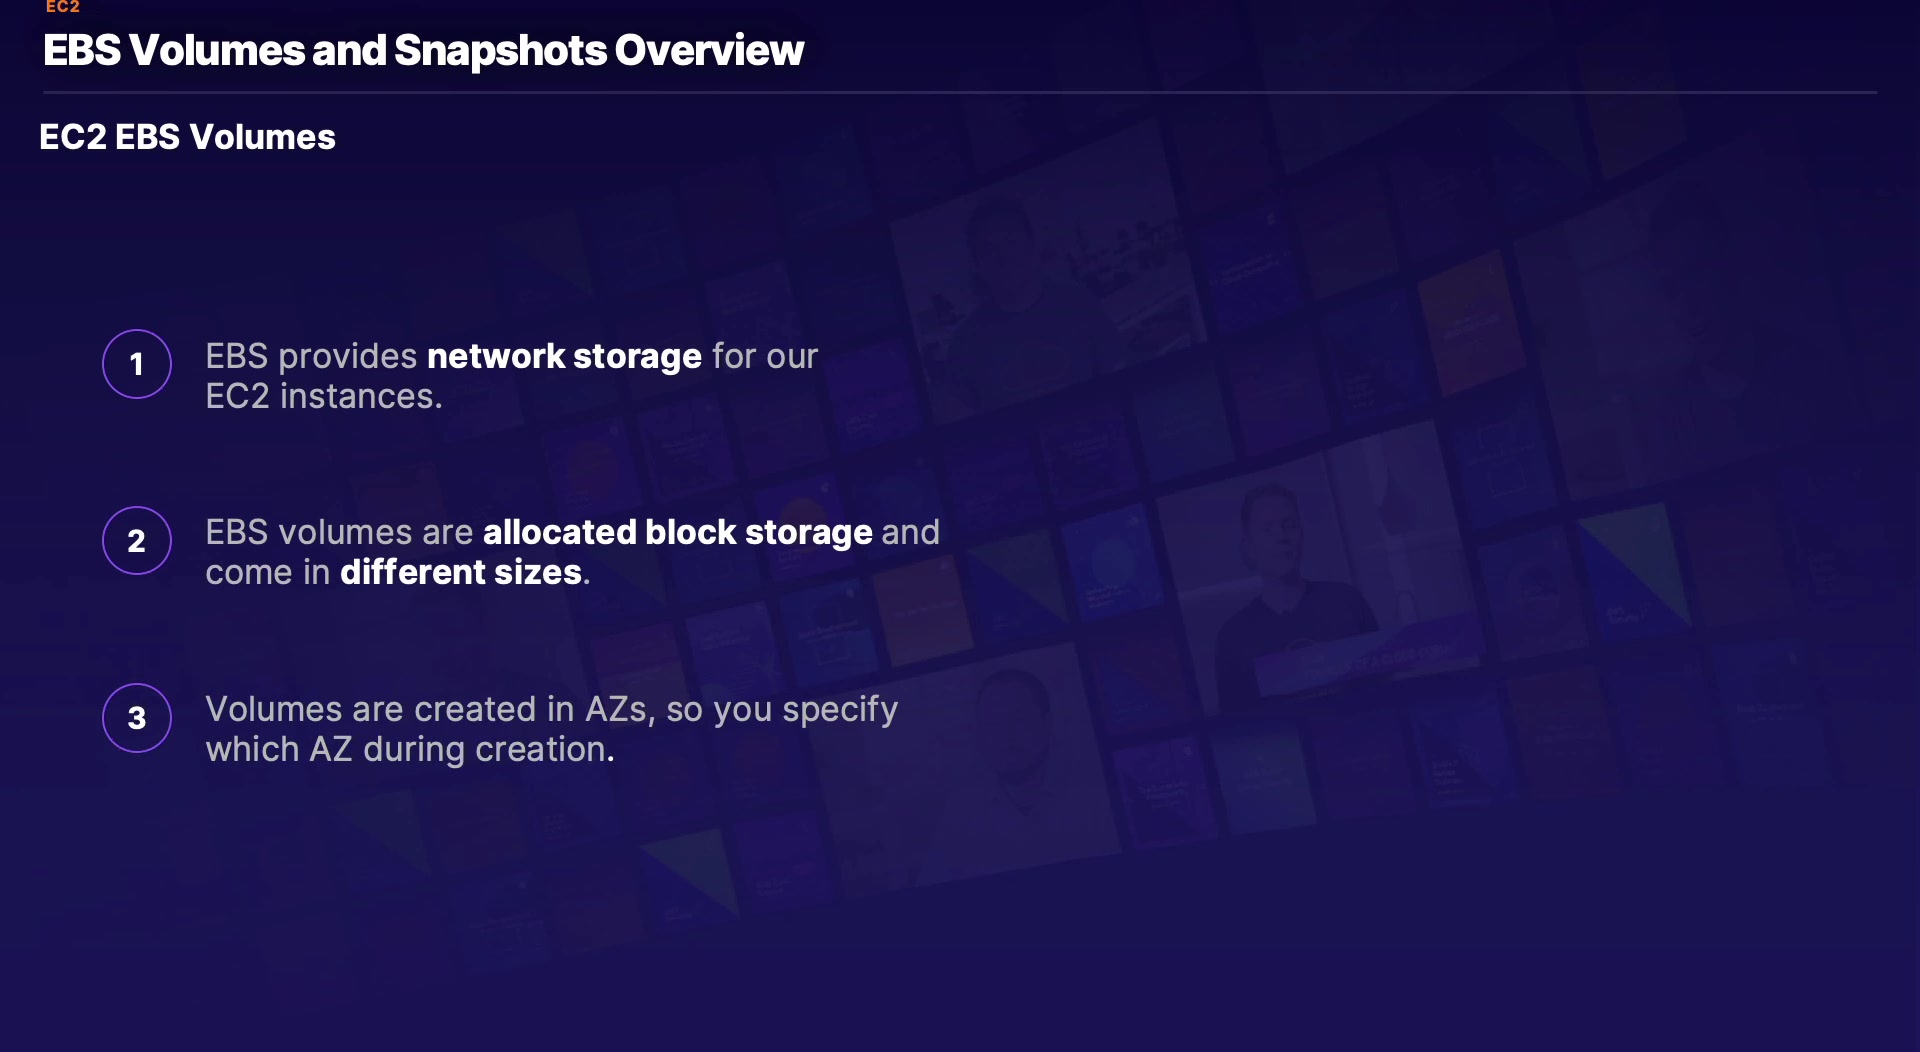 EC2
EBS Volumes and Snapshots Overview
EC2 EBS Volumes
1
EBS provides network storage for our
EC2 instances.
2
EBS volumes are allocated block storage and
come in different sizes.
3
Volumes are created in AZs, so you specify
which AZ during creation.